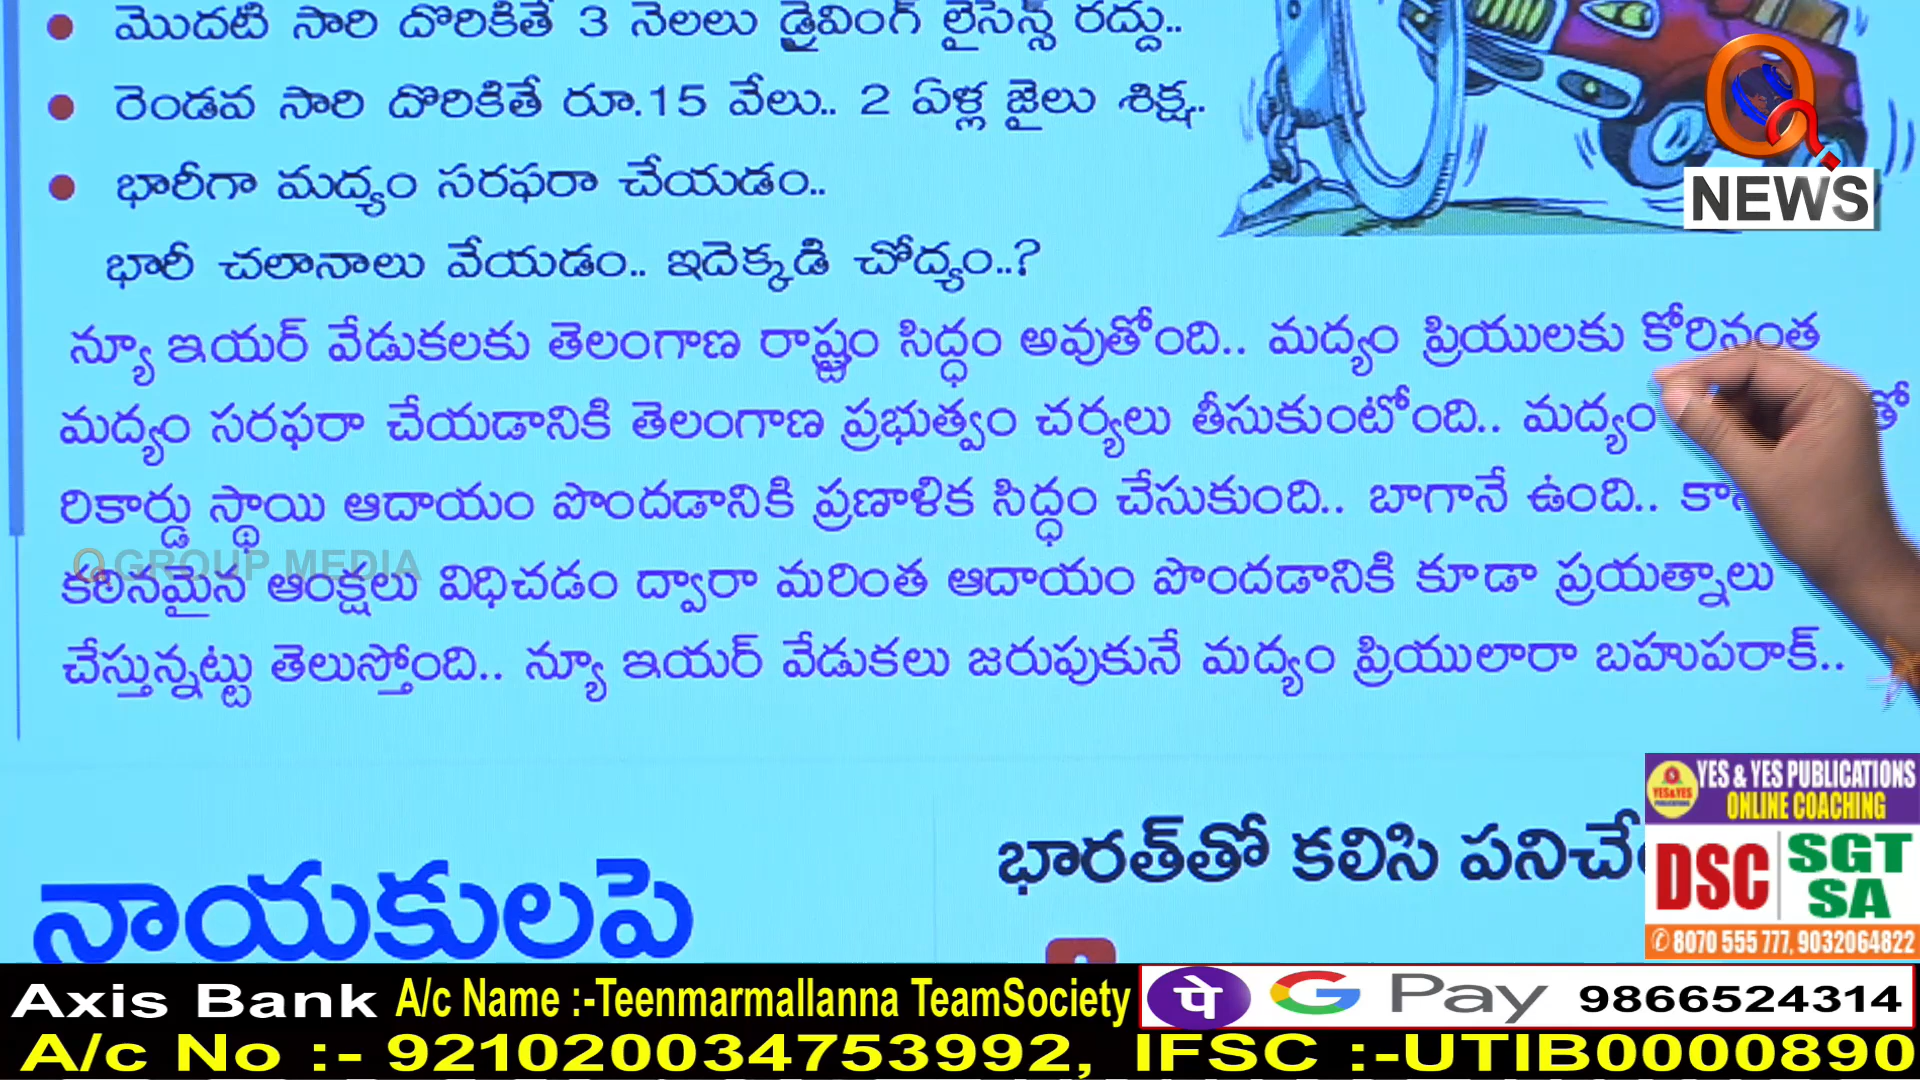 మొదటి సారి దొరికితే 3 నెలలు డ్రైవింగ్ లైసెన్స్ రద్దు..
రెండవ సారి దొరికితే రూ.15 వేలు.. 2 ఏళ్ల జైలు శిక్ష..
భారీగా మద్యం సరఫరా చేయడం..
భారీ చలానాలు వేయడం.. ఇదెక్కడి చోద్యం..?
న్యూ ఇయర్ వేడుకలకు తెలంగాణ రాష్ట్రం సిద్ధం అవుతోంది.. మద్యం ప్రియులకు కోరినంత
మద్యం సరఫరా చేయడానికి తెలంగాణ ప్రభుత్వం చర్యలు తీసుకుంటోంది.. మద్యం
రికార్డు స్థాయి ఆదాయం పొందడానికి ప్రణాళిక సిద్ధం చేసుకుంది.. బాగానే ఉంది..
కఠినమైన ఆంక్షలు విధిచడం ద్వారా మరింత ఆదాయం పొందడానికి కూడా ప్రయత్నాలు
చేస్తున్నట్టు తెలుస్తోంది.. న్యూ ఇయర్ వేడుకలు జరుపుకునే మద్యం ప్రియులారా బహుపరాక్..
Q GROUP MEDIA
నాయకులపై
భారత్‌తో కలిసి
Q NEWS
YES & YES PUBLICATIONS
ONLINE COACHING
YES&YES
DSC
SGT
SA
8070 555 777, 9032064822
Axis Bank A/c Name :-Teenmarmallanna TeamSociety
పే G Pay 9866524314
A/c No :- 921020034753992, IFSC :-UTIB0000890